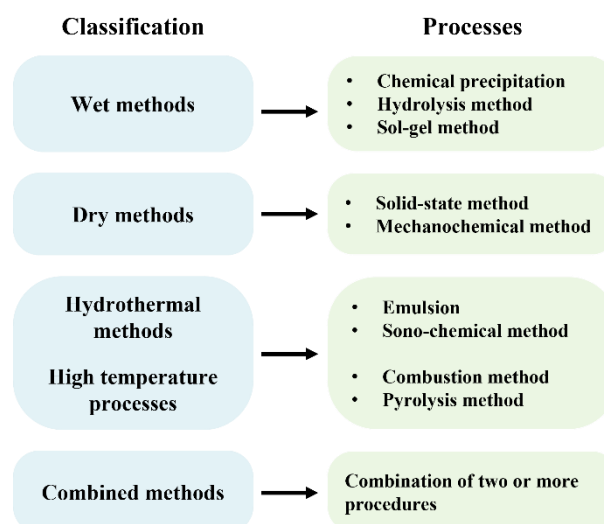 Classification
Processes
Wet methods
• Chemical precipitation
• Hydrolysis method
• Sol-gel method
Dry methods
• Solid-state method
• Mechanochemical method
Hydrothermal
methods
High temperature
processes
• Emulsion
• Sono-chemical method
• Combustion method
• Pyrolysis method
Combined methods
Combination of two or more
procedures